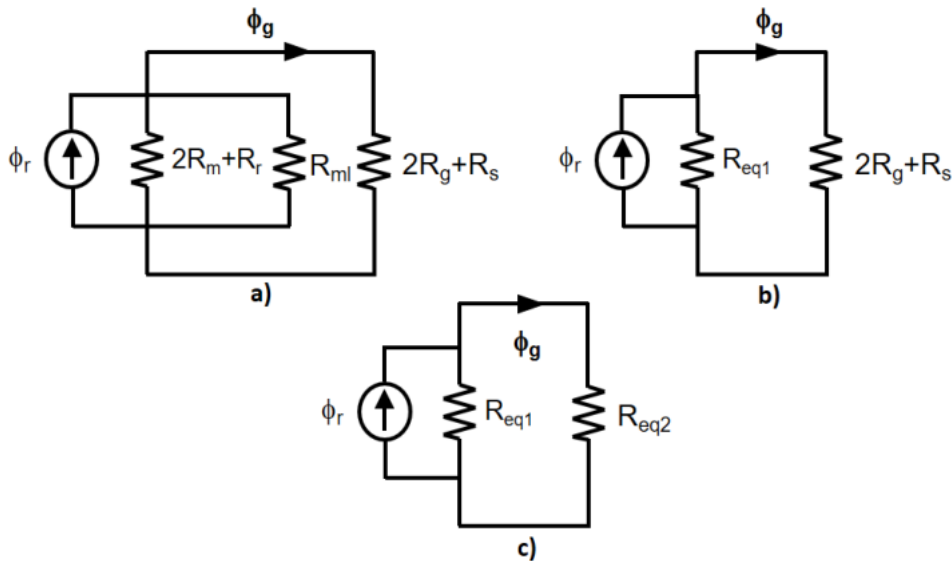 ϕg ϕg
ϕr 2Rm+Rr Rml 2Rg+Rs ϕr Req1 2Rg+Rs
a) b)
ϕg
ϕr Req1 Req2
c)